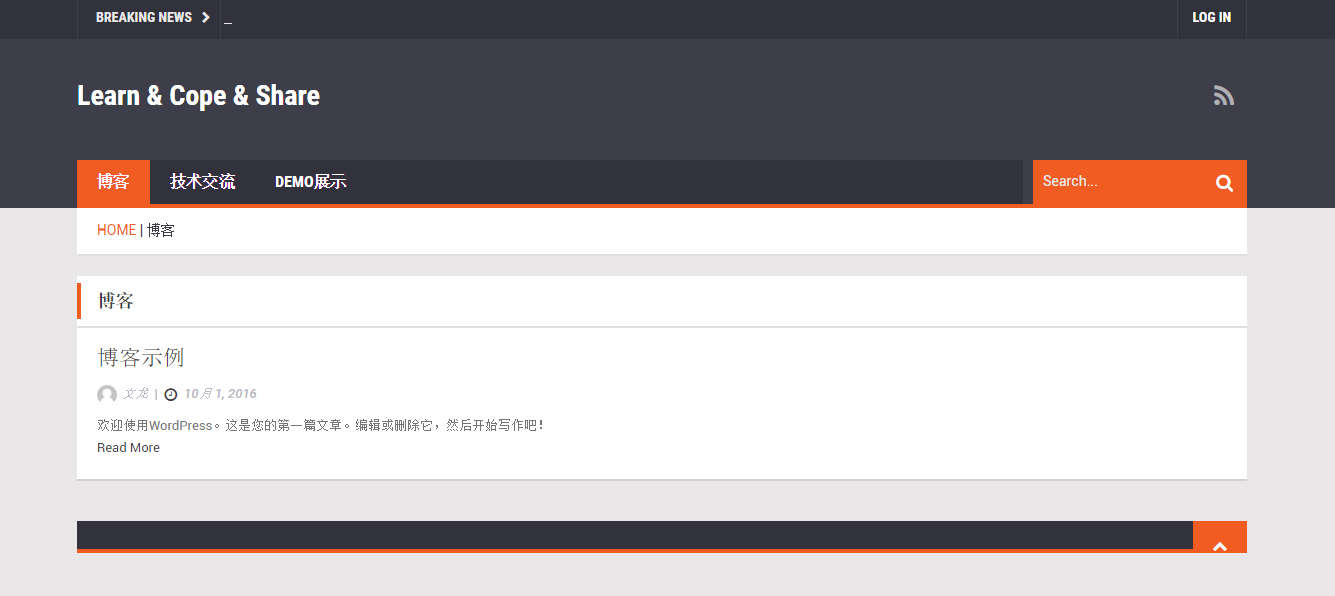 BREAKING NEWS _ LOG IN
Learn & Cope & Share
博客 技术交流 DEMO展示 Search...
HOME | 博客
博客
博客示例
文龙 | 10月 1, 2016
欢迎使用WordPress。这是您的第一篇文章。编辑或删除它，然后开始写作吧！
Read More